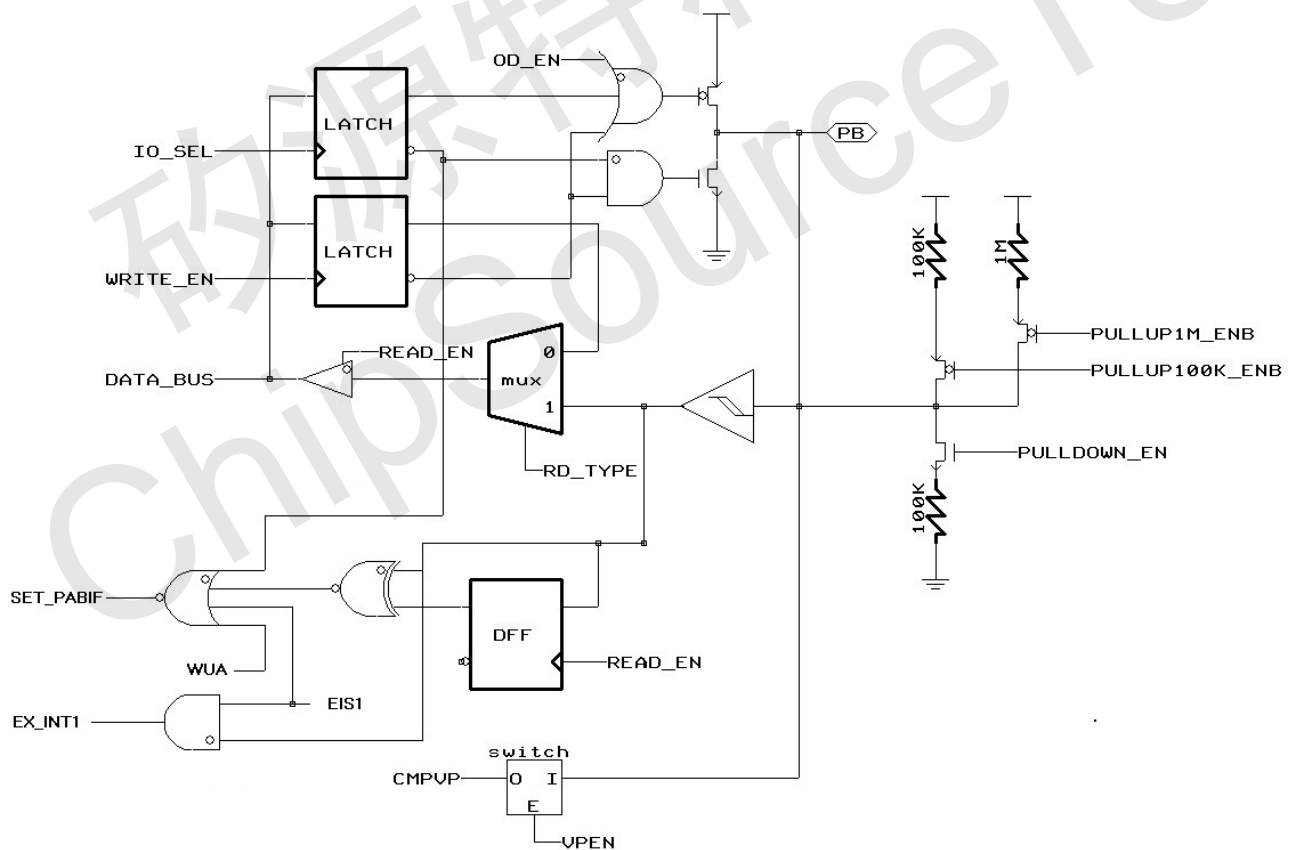 矽源特
ChipSourceTe
OD_EN
LATCH
PB
IO_SEL
LATCH
WRITE_EN
100K
1M
PULLUP1M_ENB
READ_EN
0
PULLUP100K_ENB
DATA_BUS
mux
1
PULLDOWN_EN
RD_TYPE
100K
SET_PABIF
DFF
WUA
READ_EN
EIS1
EX_INT1
switch
CMPVP
O I
E
VPEN